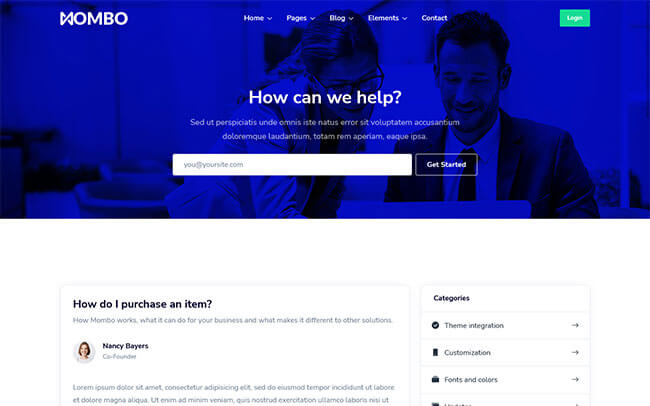 MOMBO
Home Pages Blog Elements Contact
Login
How can we help?
Sed ut perspiciatis unde omnis iste natus error sit voluptatem accusantium
doloremque laudantium, totam rem aperiam, eaque ipsa.
you@yoursite.com
Get Started
How do I purchase an item?
How Mombo works, what it can do for your business and what makes it different to other solutions.
Nancy Bayers
Co-Founder
Lorem ipsum dolor sit amet, consectetur adipisicing elit, sed do eiusmod tempor incididunt ut labore
et dolore magna aliqua. Ut enim ad minim veniam, quis nostrud exercitation ullamco laboris nisi ut
Categories
Theme integration
Customization
Fonts and colors
Updates